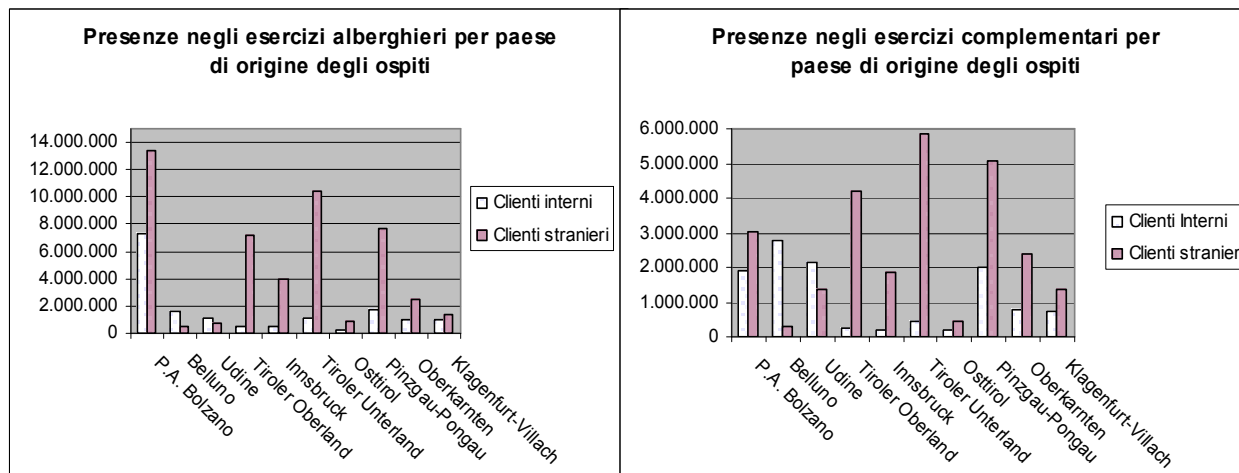 Presenze negli esercizi alberghieri per paese
di origine degli ospiti
14.000.000
12.000.000
10.000.000
8.000.000
6.000.000
4.000.000
2.000.000
0
P.A. Bolzano
Belluno
Udine
Tiroler Oberland
Innsbruck
Tiroler Unterland
Osttirol
Pinzgau-Pongau
Oberkarnten
Klagenfurt-Villach
Clienti interni
Clienti stranieri
Presenze negli esercizi complementari per
paese di origine degli ospiti
6.000.000
5.000.000
4.000.000
3.000.000
2.000.000
1.000.000
0
P.A. Bolzano
Belluno
Udine
Tiroler Oberland
Innsbruck
Tiroler Unterland
Osttirol
Pinzgau-Pongau
Oberkarnten
Klagenfurt-Villach
Clienti Interni
Clienti stranieri